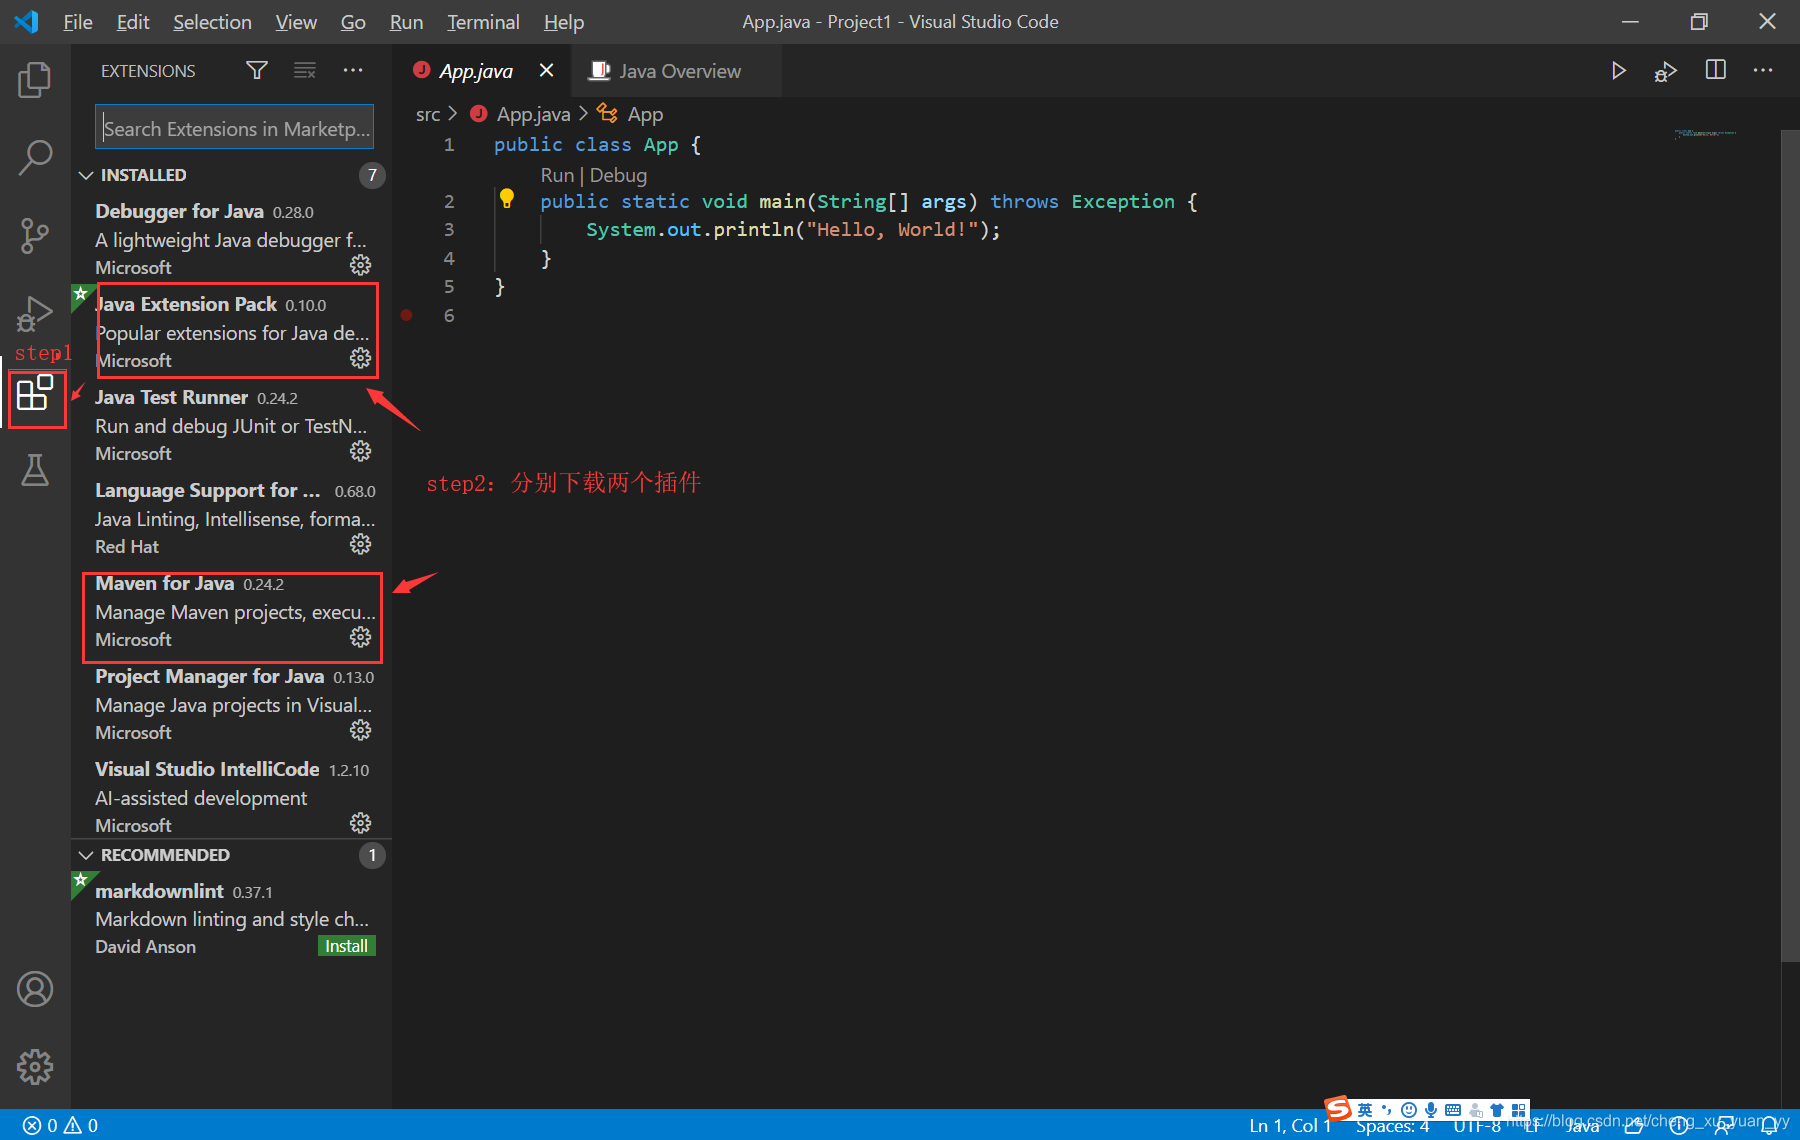 File Edit Selection View Go Run Terminal Help
App.java - Project1 - Visual Studio Code
EXTENSIONS
App.java
Java Overview
Search Extensions in Marketp...
src > App.java > App
INSTALLED 7
Debugger for Java 0.28.0
A lightweight Java debugger f...
Microsoft
Java Extension Pack 0.10.0
Popular extensions for Java de...
Microsoft
step1
Java Test Runner 0.24.2
Run and debug JUnit or TestN...
Microsoft
Language Support for ... 0.68.0
Java Linting, Intellisense, forma...
Red Hat
Maven for Java 0.24.2
Manage Maven projects, execu...
Microsoft
Project Manager for Java 0.13.0
Manage Java projects in Visual...
Microsoft
Visual Studio IntelliCode 1.2.10
AI-assisted development
Microsoft
RECOMMENDED 1
markdownlint 0.37.1
Markdown linting and style ch...
David Anson
Install
1 public class App {
Run | Debug
2 public static void main(String[] args) throws Exception {
3 System.out.println("Hello, World!");
4 }
5 }
6
step2：分别下载两个插件
0 0
英
Ln 1, Col 1
Spaces: 4
UTF-8
LF
Java